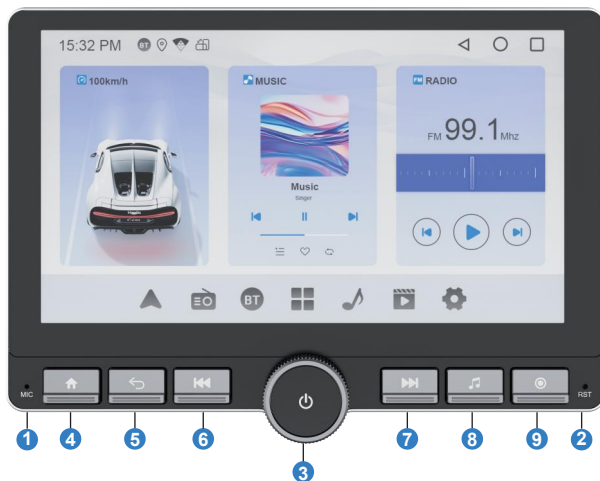 15:32 PM BT
100km/h
MUSIC
FM RADIO
FM 99.1 Mhz
Music
Singer
BT
MIC
RST
1
4
5
6
7
8
9
2
3